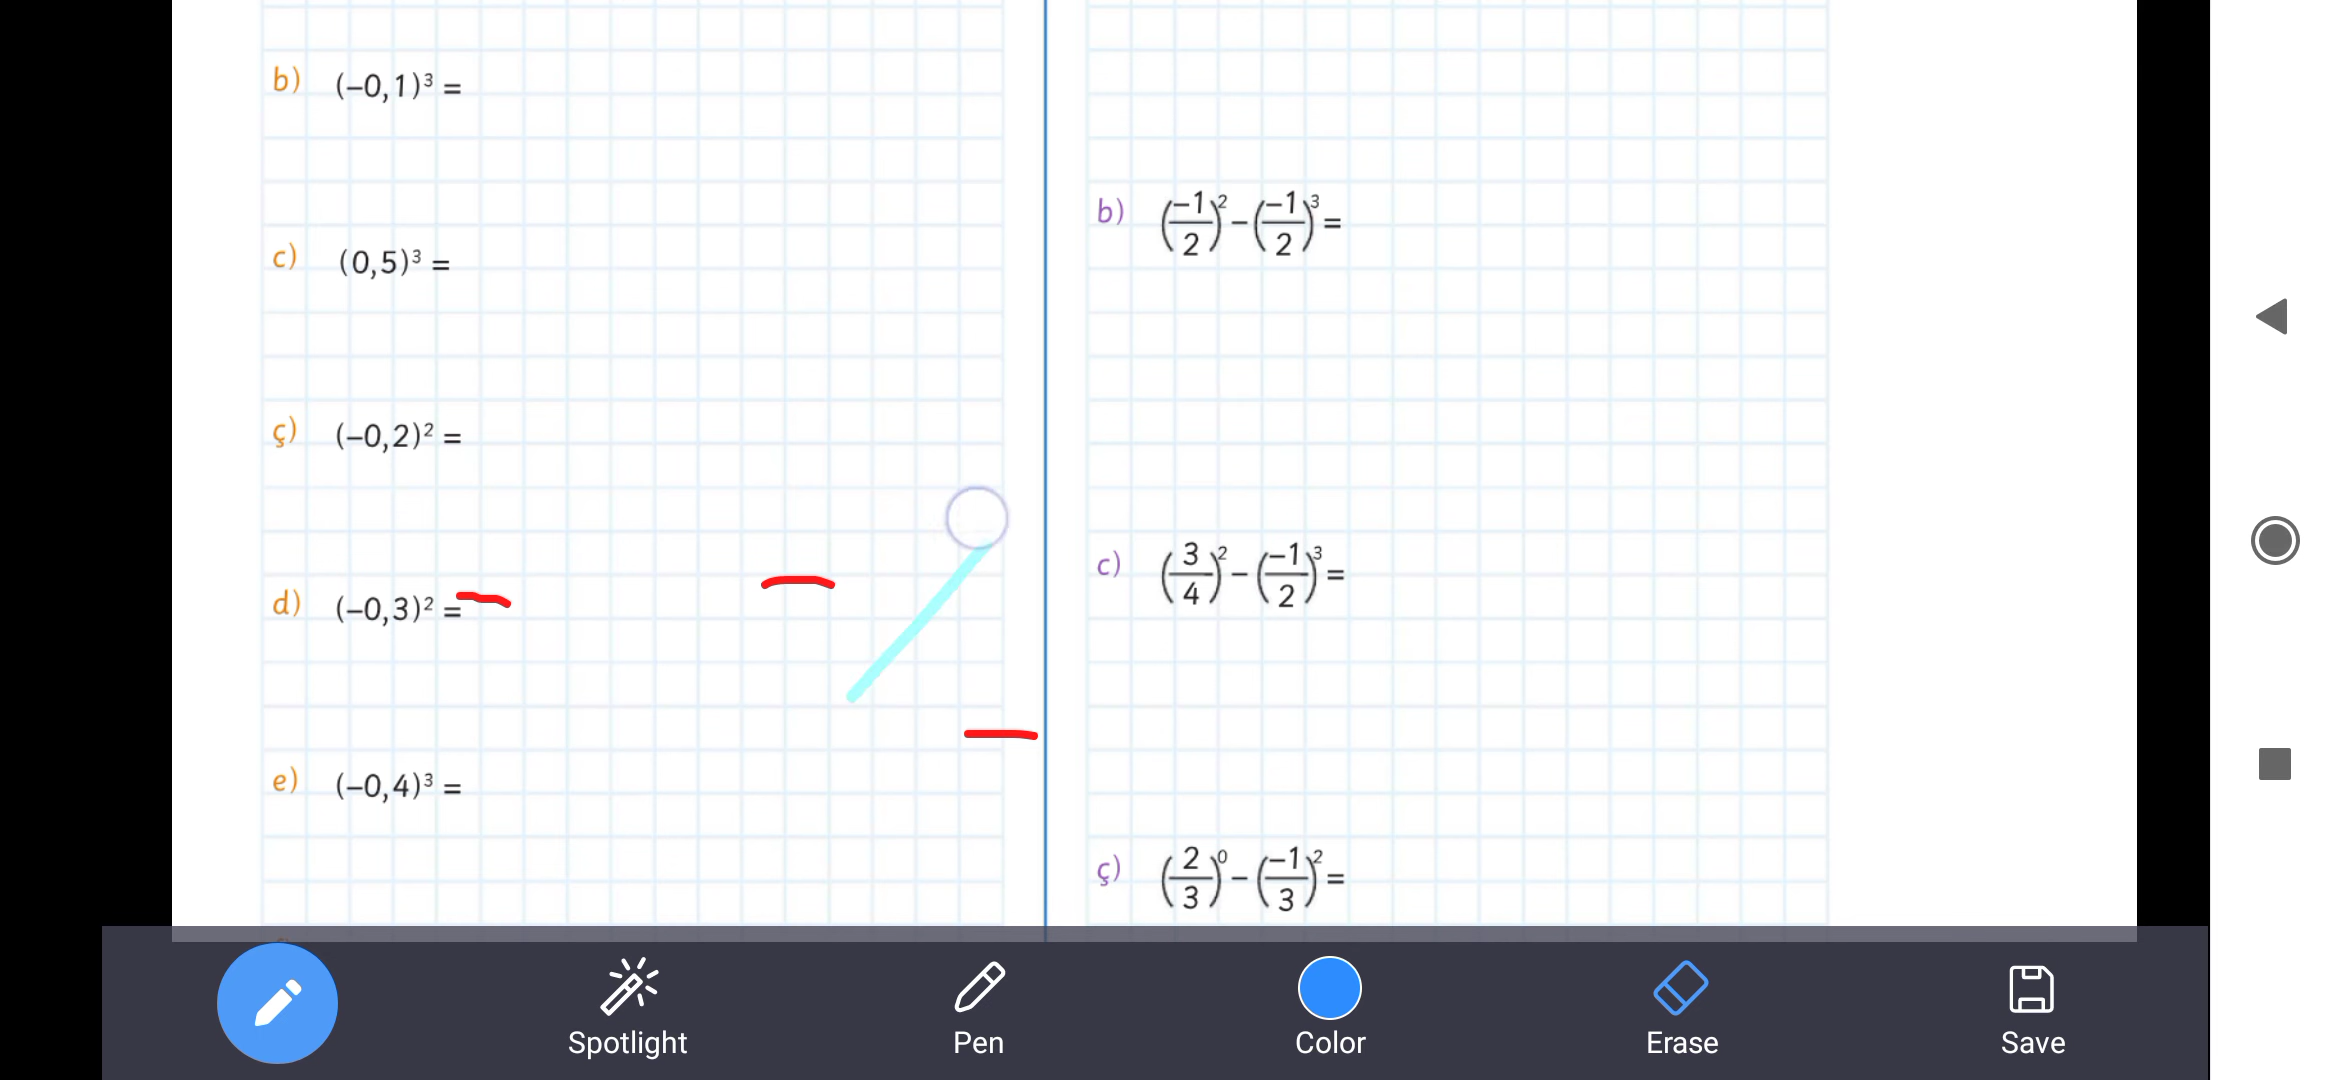 b) (–0,1)³ =
c) (0,5)³ =
ç) (–0,2)² =
d) (–0,3)² =
e) (–0,4)³ =
b) (–1/2)² – (–1/2)³ =
c) (3/4)² – (–1/2)³ =
ç) (2/3)⁰ – (–1/3)² =
Spotlight
Pen
Color
Erase
Save